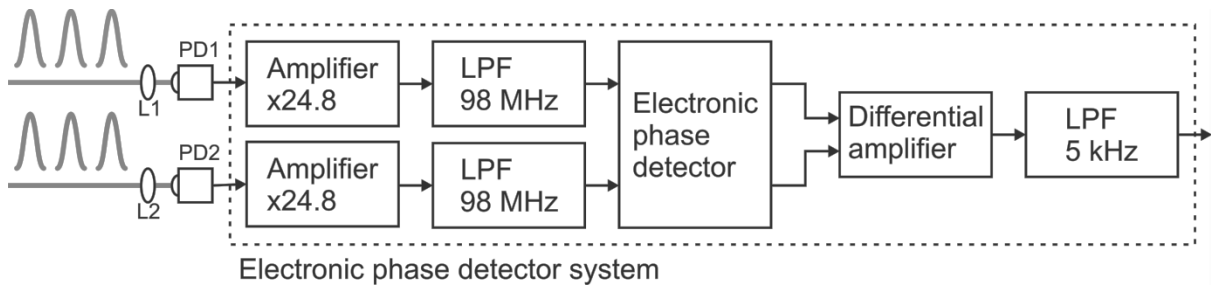 PD1
L1
Amplifier
x24.8
LPF
98 MHz
PD2
L2
Amplifier
x24.8
LPF
98 MHz
Electronic
phase
detector
Differential
amplifier
LPF
5 kHz
Electronic phase detector system